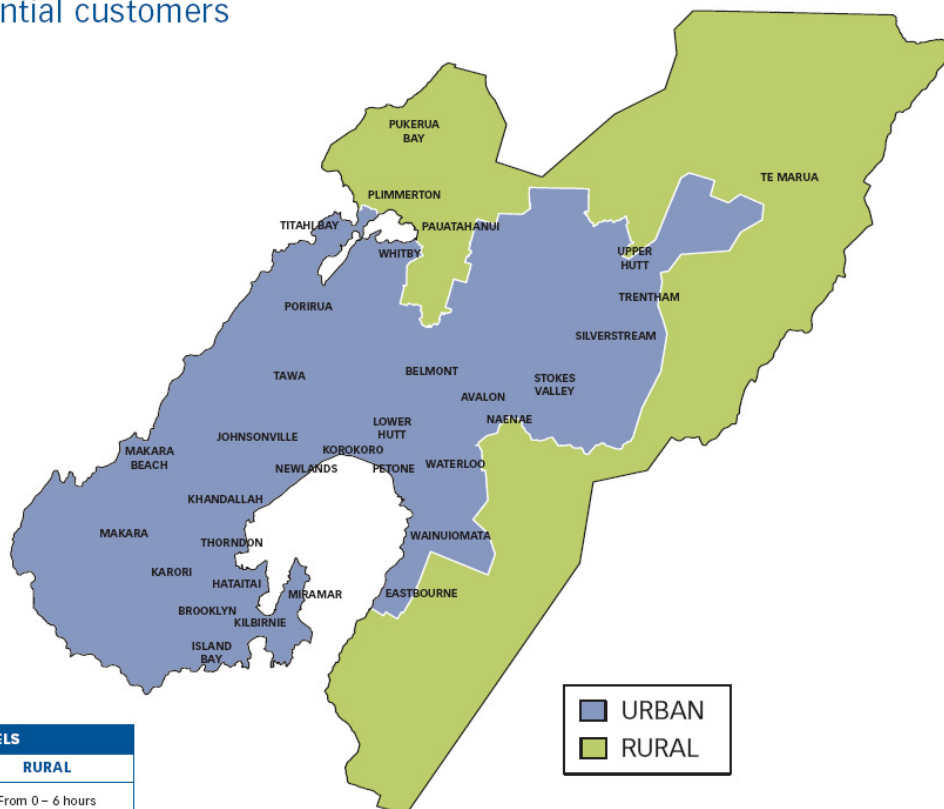 ntial customers
PUKERUA
BAY
TE MARUA
PLIMMERTON
TITAHI BAY
PAUATAHANUI
WHITBY
UPPER
HUTT
TRENTHAM
PORIRUA
SILVERSTREAM
TAWA
BELMONT
STOKES
VALLEY
AVALON
NAENAE
LOWER
HUTT
JOHNSONVILLE
KOROKORO
MAKARA
BEACH
NEWLANDS
PETONE
WATERLOO
KHANDALLAH
MAKARA
THORNDON
WAINUIOMATA
KARORI
HATAITAI
MIRAMAR
EASTBOURNE
BROOKLYN
KILBIRNIE
ISLAND
BAY
URBAN
RURAL
ELS
RURAL
From 0 – 6 hours